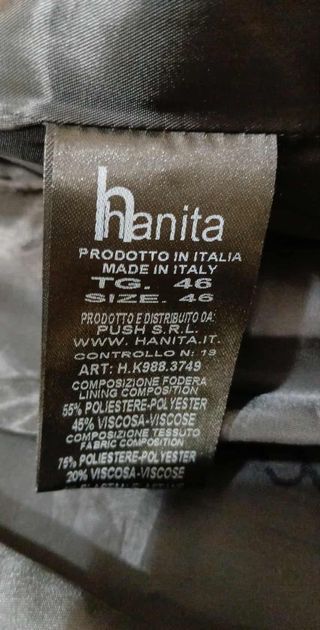 hanita
PRODOTTO IN ITALIA
MADE IN ITALY
TG. 46
SIZE. 46
PRODOTTO E DISTRIBUITO DA:
PUSH S.R.L.
WWW. HANITA.IT.
CONTROLLO N: 19
ART: H.K988.3749
COMPOSIZIONE FODERA
LINING COMPOSITION
55% POLIESTERE-POLYESTER
45% VISCOSA-VISCOSE
COMPOSIZIONE TESSUTO
FABRIC COMPOSITION
75% POLIESTERE-POLYESTER
20% VISCOSA-VISCOSE